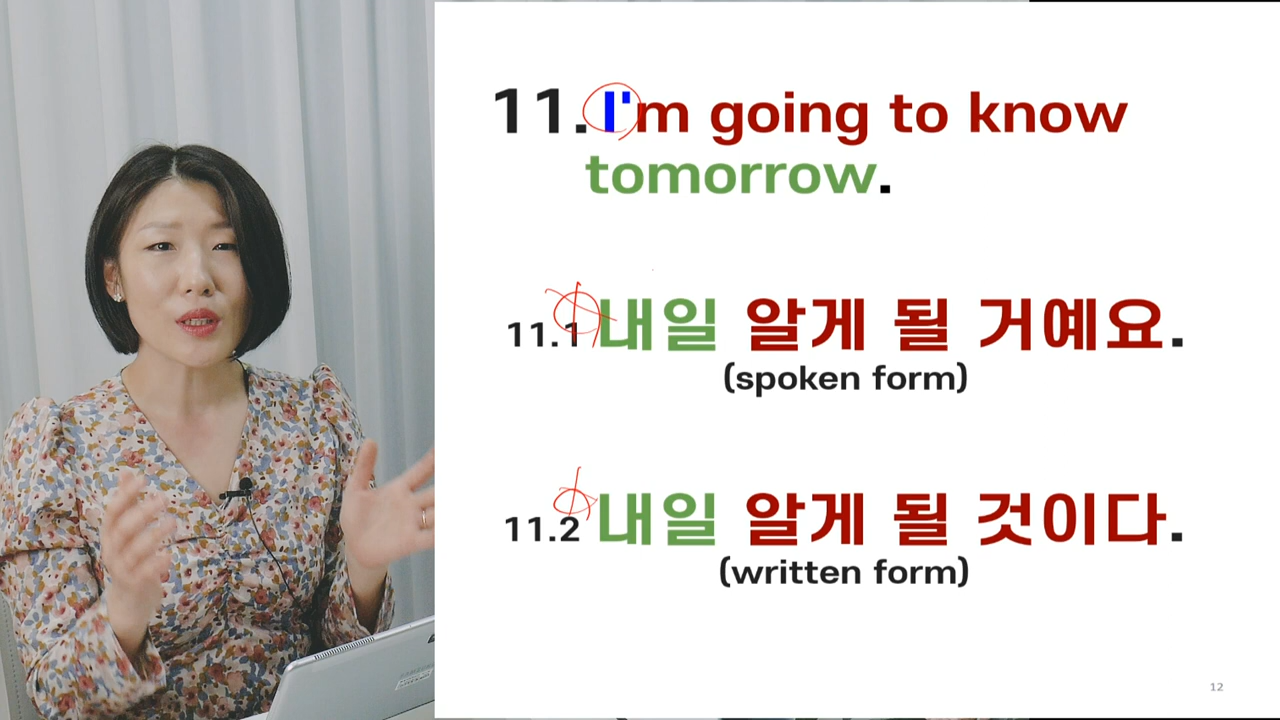 11. I'm going to know
tomorrow.
11.1 내일 알게 될 거예요.
(spoken form)
11.2 내일 알게 될 것이다.
(written form)
12